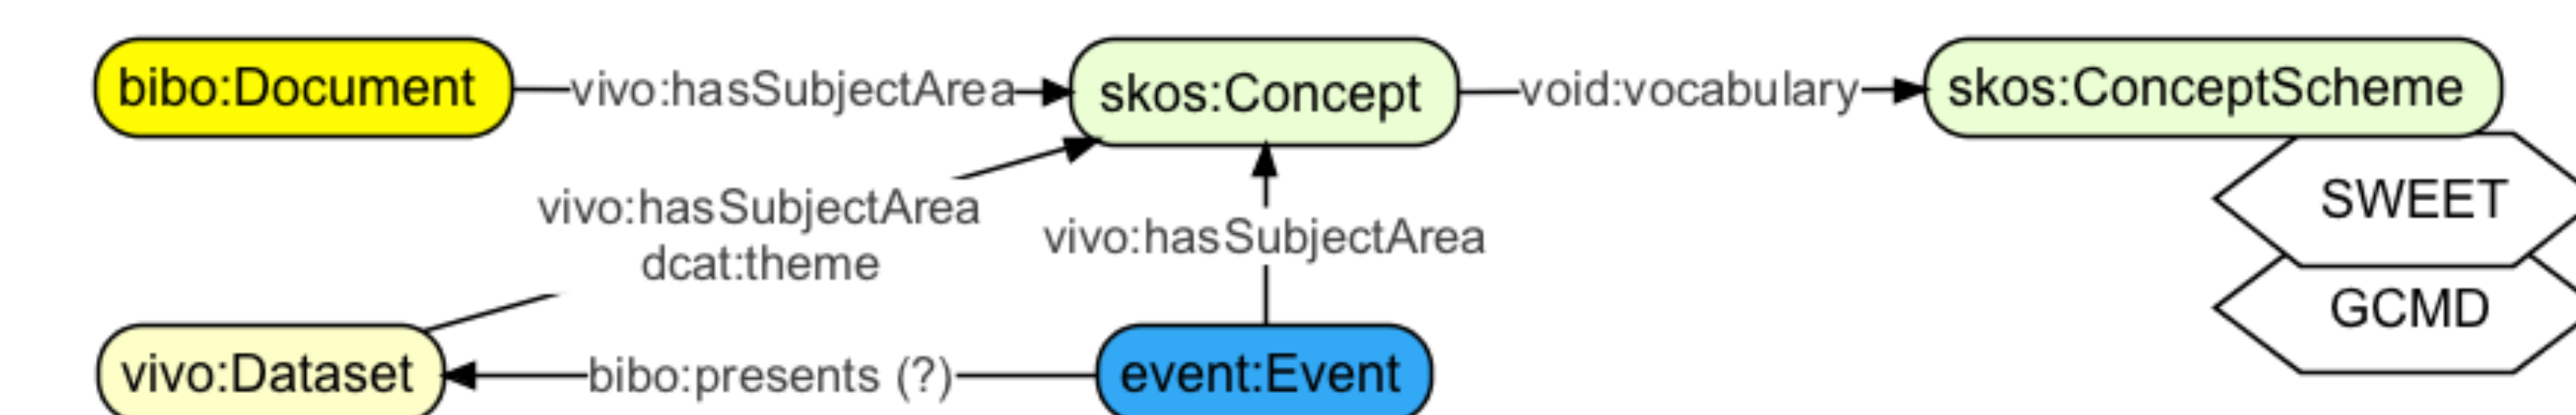 bibo:Document
vivo:hasSubjectArea
skos:Concept
void:vocabulary
skos:ConceptScheme
vivo:hasSubjectArea
dcat:theme
vivo:hasSubjectArea
SWEET
GCMD
vivo:Dataset
bibo:presents (?)
event:Event